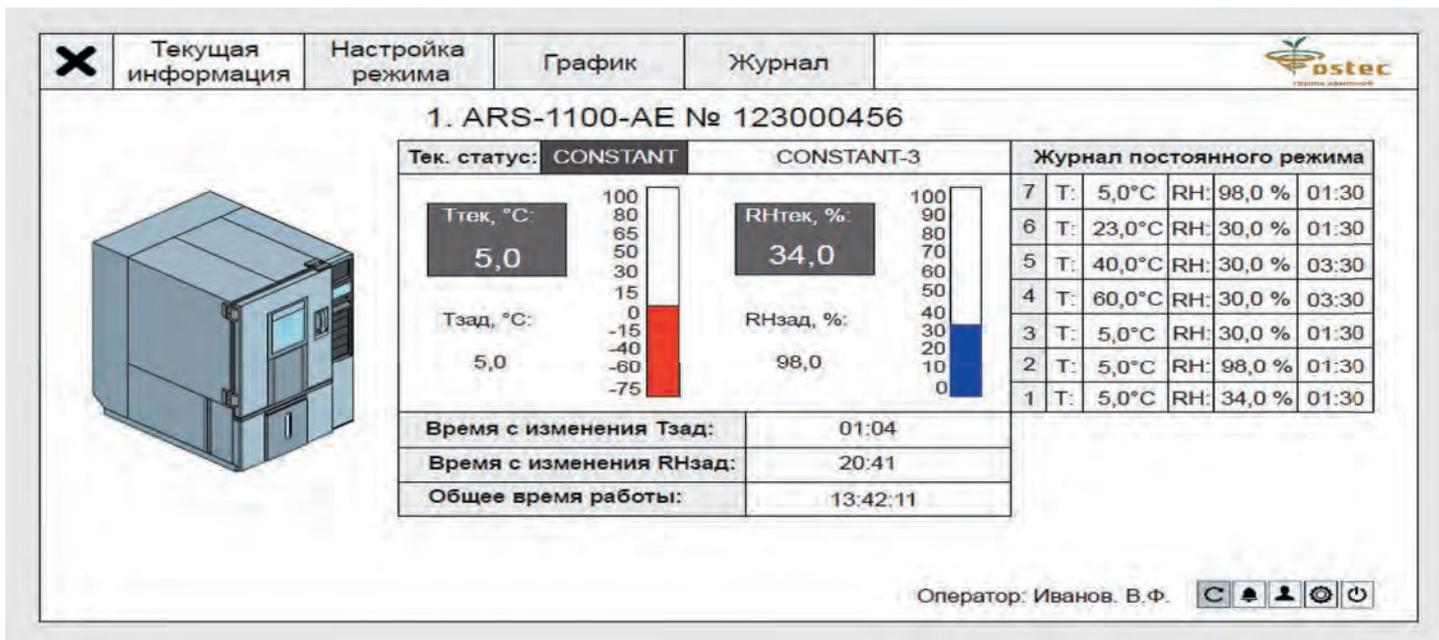 Текущая информация
Настройка режима
График
Журнал
ostec
1. ARS-1100-AE № 123000456
Тек. статус: CONSTANT CONSTANT-3
Tтек, °C:
5,0
100
80
65
50
30
15
0
-15
-40
-60
-75
Tзад, °C:
5,0
RHтек, %:
34,0
100
90
80
70
60
50
40
30
20
10
0
RHзад, %:
98,0
Время с изменения Tзад: 01:04
Время с изменения RHзад: 20:41
Общее время работы: 13:42:11
Журнал постоянного режима
7 T: 5,0°C RH: 98,0 % 01:30
6 T: 23,0°C RH: 30,0 % 01:30
5 T: 40,0°C RH: 30,0 % 03:30
4 T: 60,0°C RH: 30,0 % 03:30
3 T: 5,0°C RH: 30,0 % 01:30
2 T: 5,0°C RH: 98,0 % 01:30
1 T: 5,0°C RH: 34,0 % 01:30
Оператор: Иванов. В.Ф.